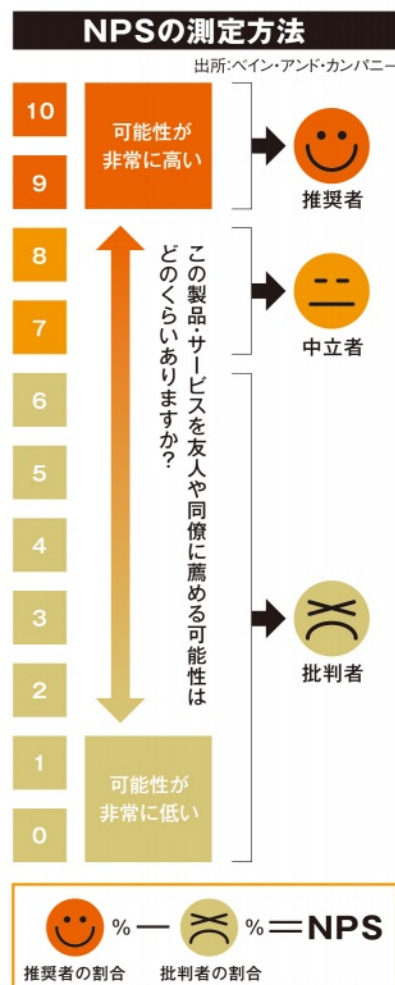 NPSの測定方法
出所:ベイン・アンド・カンパニー
10
9
8
7
6
5
4
3
2
1
0
可能性が
非常に高い
この製品・サービスを友人や同僚に薦める可能性は
どのくらいありますか?
可能性が
非常に低い
推奨者
中立者
批判者
% — % = NPS
推奨者の割合 批判者の割合